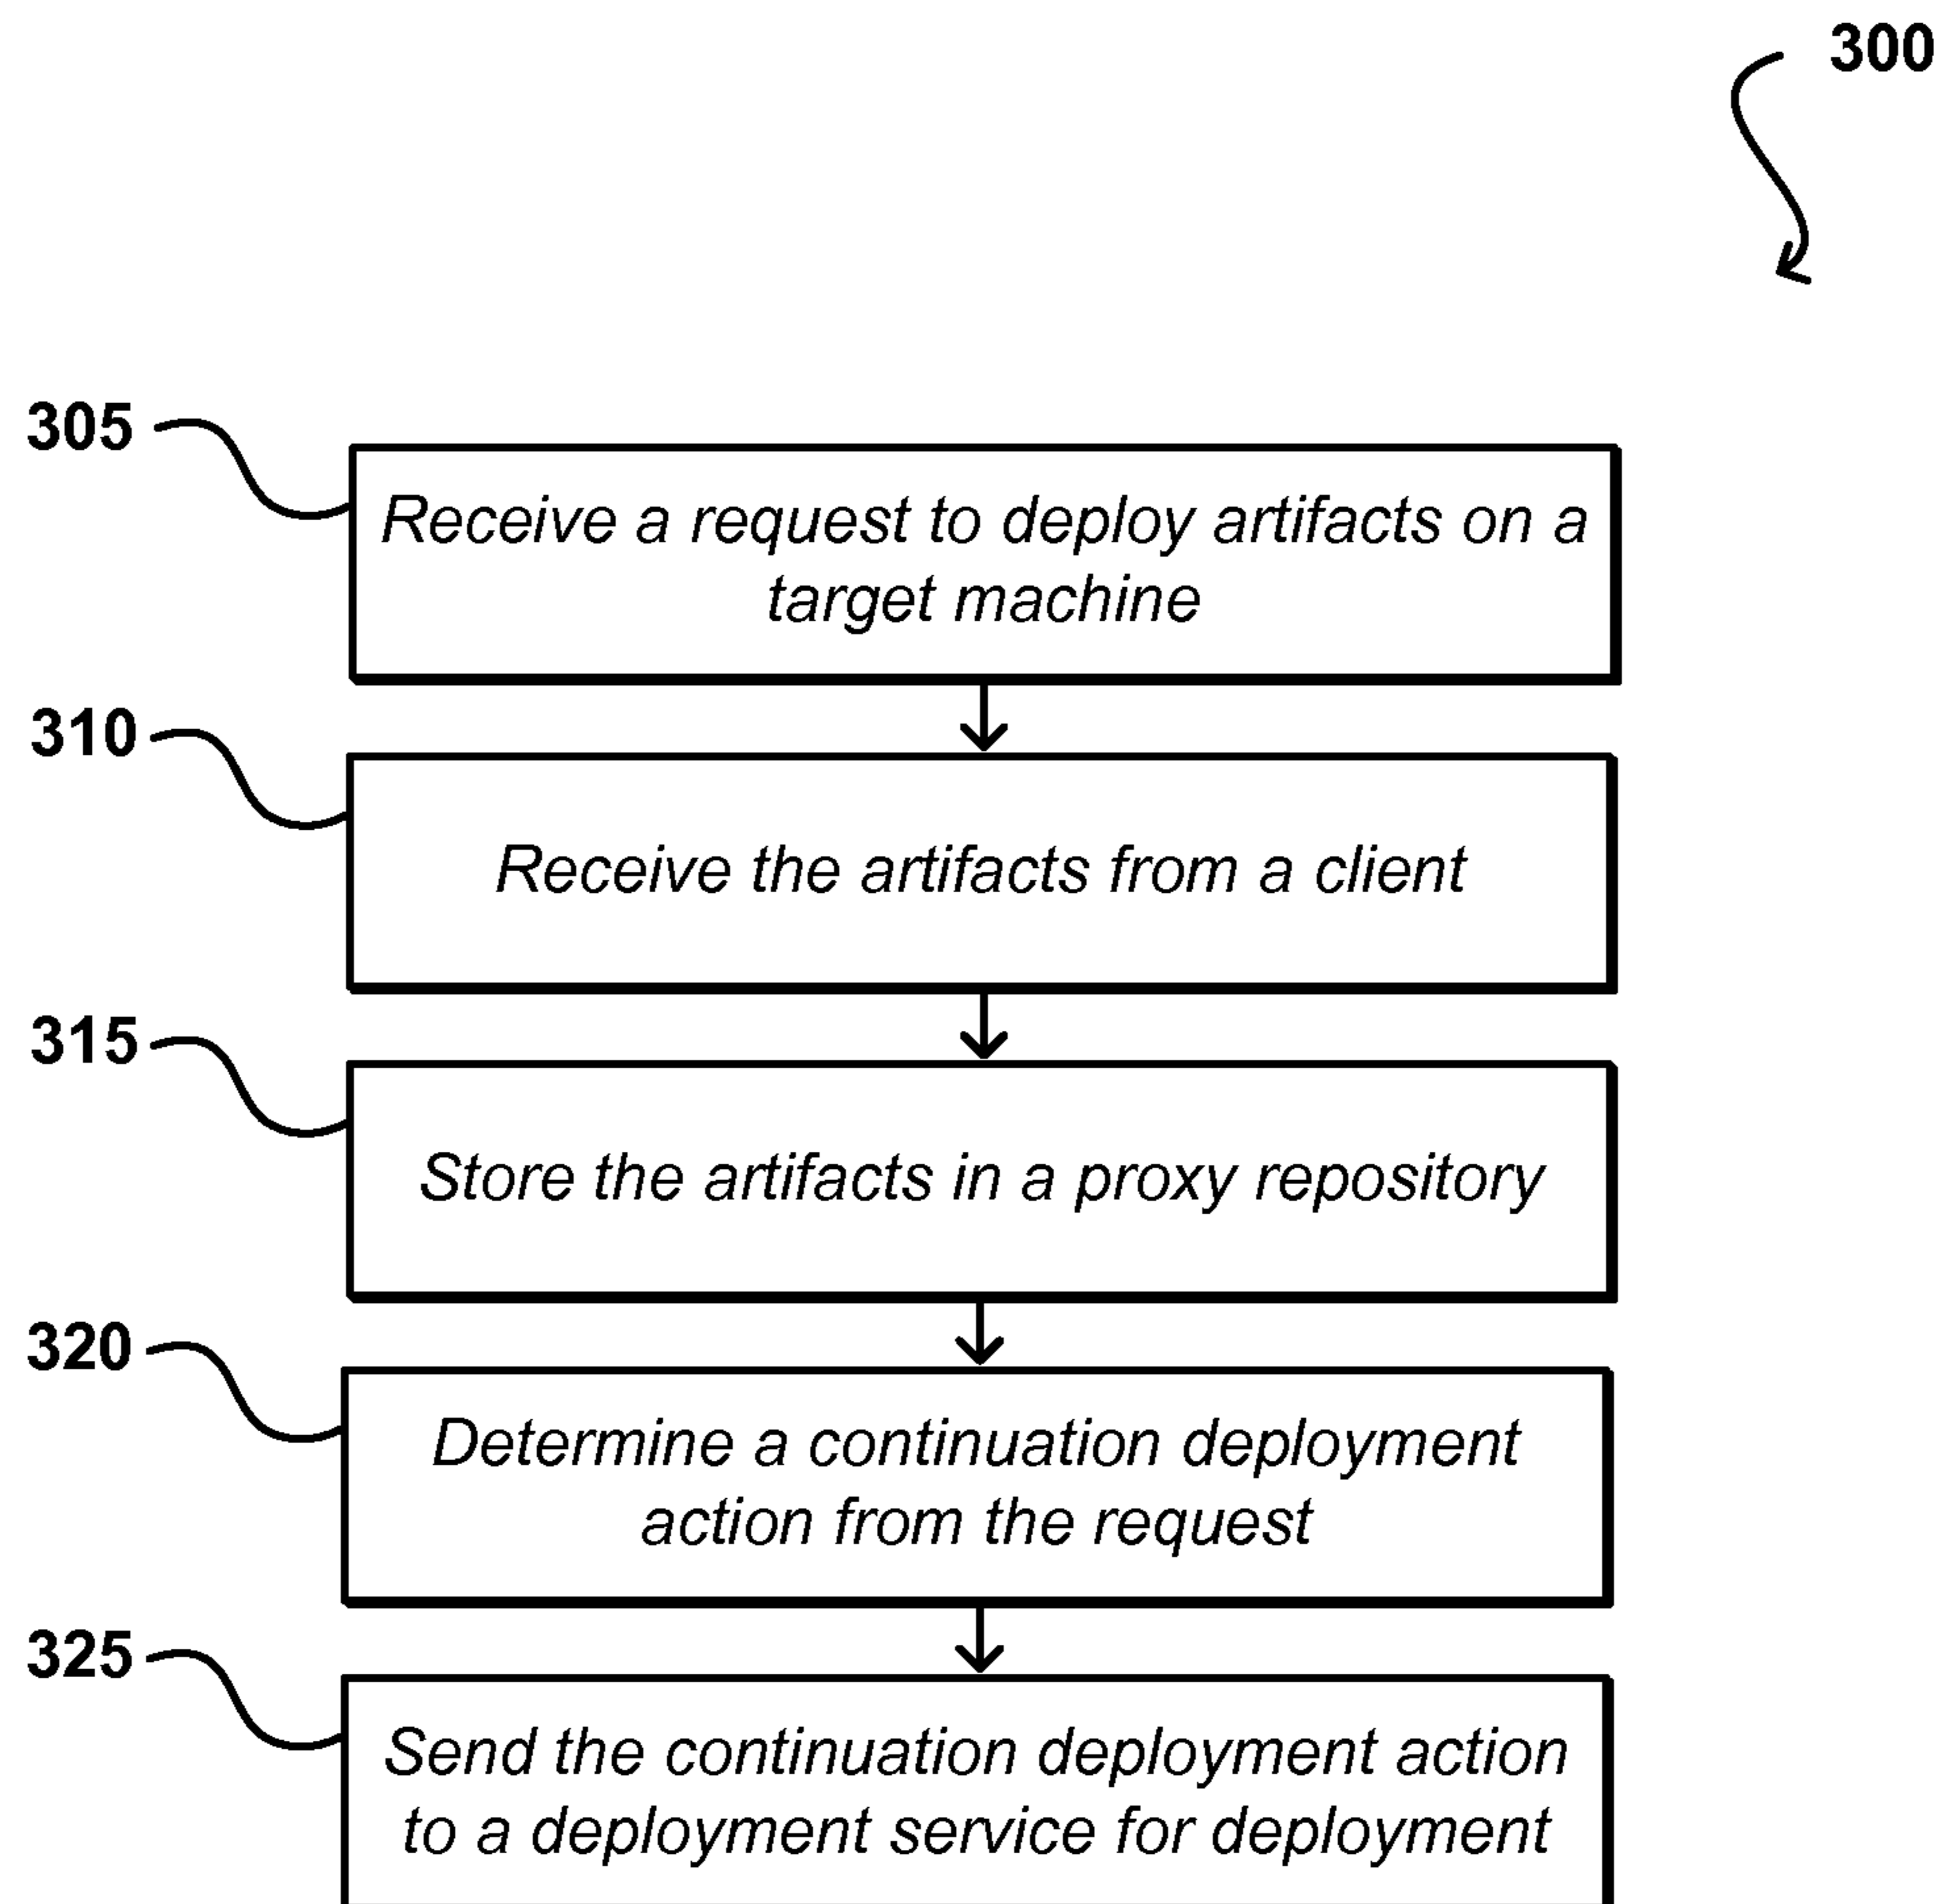 300
305
Receive a request to deploy artifacts on a
target machine
310
Receive the artifacts from a client
315
Store the artifacts in a proxy repository
320
Determine a continuation deployment
action from the request
325
Send the continuation deployment action
to a deployment service for deployment